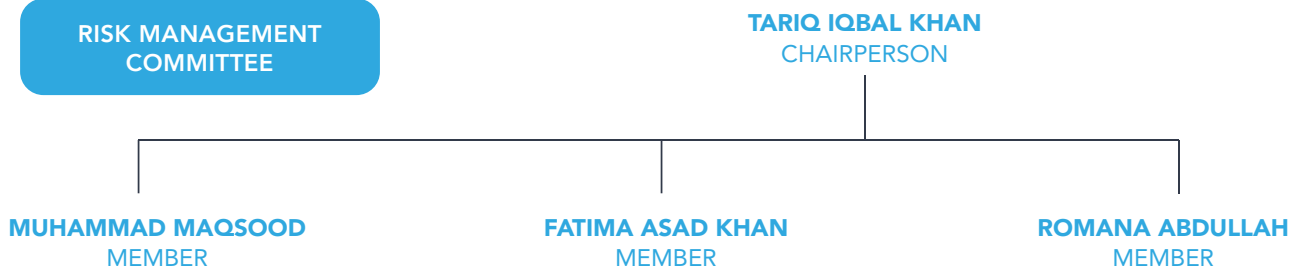 RISK MANAGEMENT
COMMITTEE
TARIQ IQBAL KHAN
CHAIRPERSON
MUHAMMAD MAQSOOD
MEMBER
FATIMA ASAD KHAN
MEMBER
ROMANA ABDULLAH
MEMBER